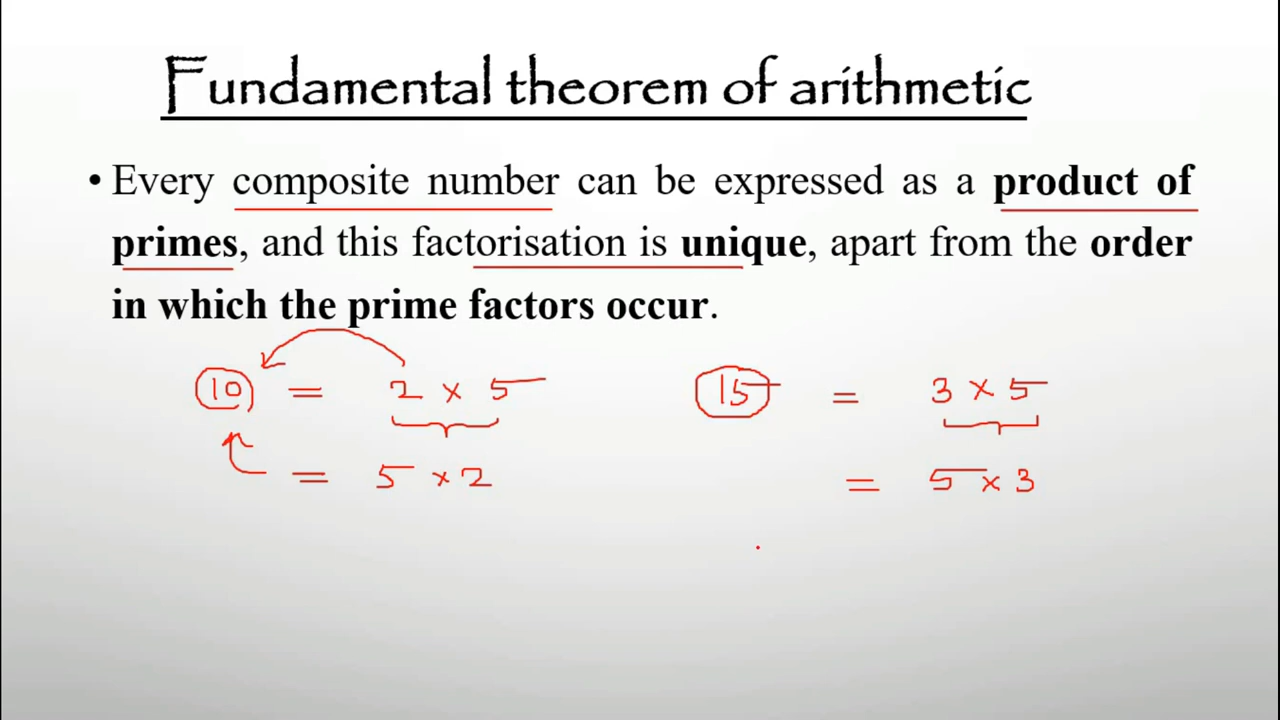 Fundamental theorem of arithmetic
• Every composite number can be expressed as a product of
primes, and this factorisation is unique, apart from the order
in which the prime factors occur.
10 = 2 × 5
= 5 × 2
15 = 3 × 5
= 5 × 3